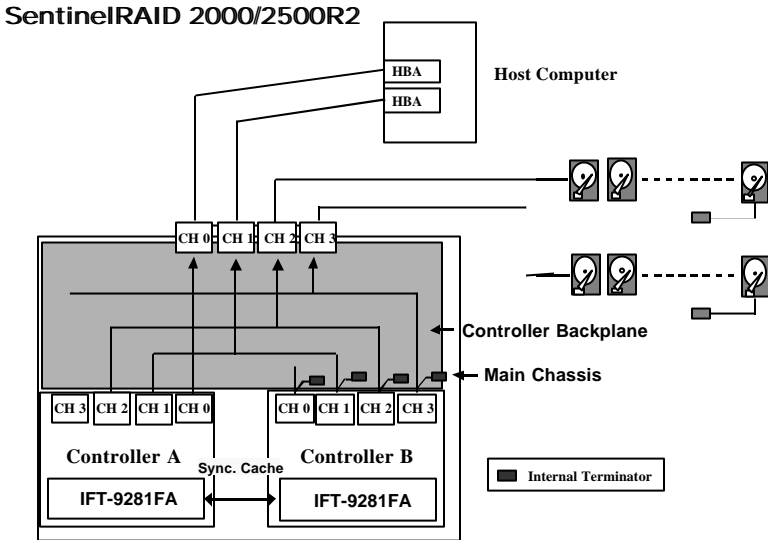 SentinelRAID 2000/2500R2
HBA
HBA
Host Computer
CH 0 CH 1 CH 2 CH 3
Controller Backplane
Main Chassis
CH 3 CH 2 CH 1 CH 0
CH 0 CH 1 CH 2 CH 3
Controller A
Sync. Cache
Controller B
IFT-9281FA
IFT-9281FA
Internal Terminator